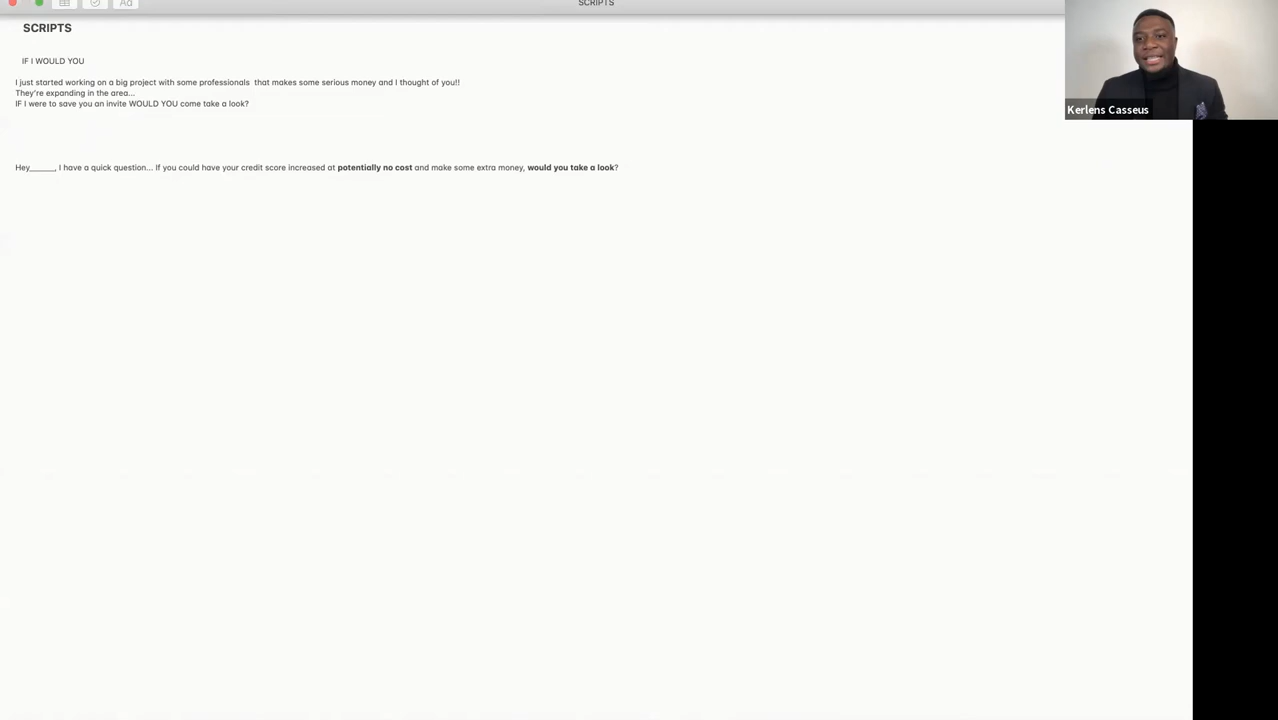 Aa
SCRIPTS
SCRIPTS
IF I WOULD YOU
I just started working on a big project with some professionals  that makes some serious money and I thought of you!!
They're expanding in the area...
IF I were to save you an invite WOULD YOU come take a look?
Hey______, I have a quick question... If you could have your credit score increased at potentially no cost and make some extra money, would you take a look?
Kerlens Casseus